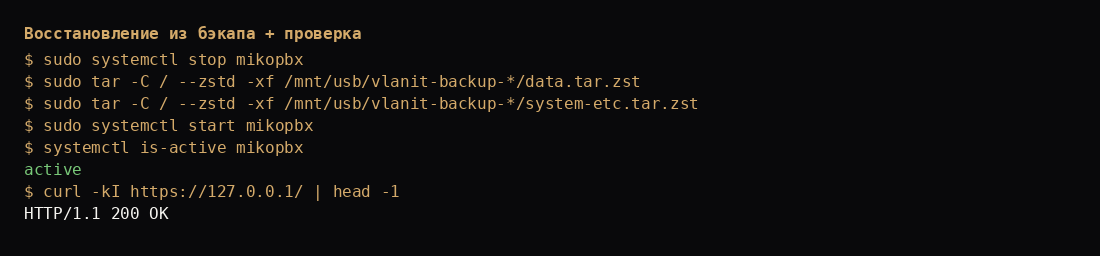 Восстановление из бэкапа + проверка
$ sudo systemctl stop mikopbx
$ sudo tar -C / --zstd -xf /mnt/usb/vlanit-backup-*/data.tar.zst
$ sudo tar -C / --zstd -xf /mnt/usb/vlanit-backup-*/system-etc.tar.zst
$ sudo systemctl start mikopbx
$ systemctl is-active mikopbx
active
$ curl -kI https://127.0.0.1/ | head -1
HTTP/1.1 200 OK